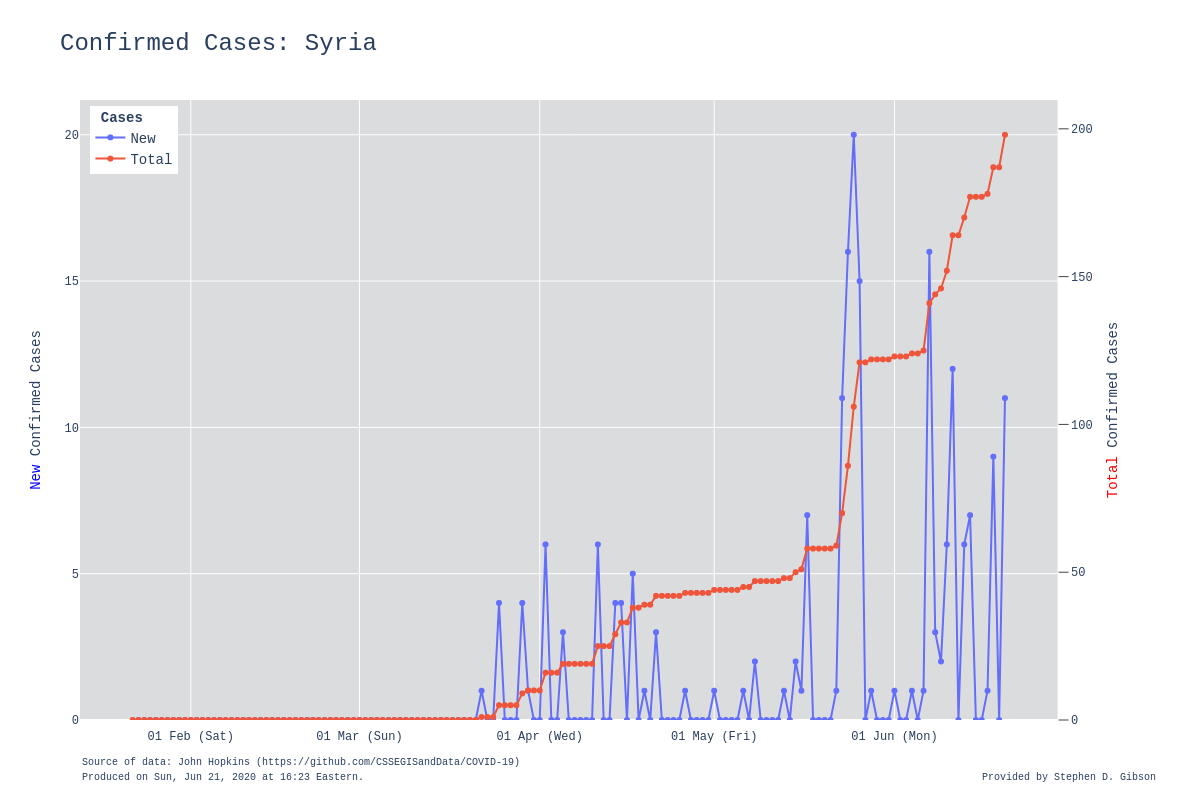 Confirmed Cases: Syria
Cases
New
Total
20
15
10
5
0
200
150
100
50
0
New Confirmed Cases
Total Confirmed Cases
01 Feb (Sat)
01 Mar (Sun)
01 Apr (Wed)
01 May (Fri)
01 Jun (Mon)
Source of data: John Hopkins (https://github.com/CSSEGISandData/COVID-19)
Produced on Sun, Jun 21, 2020 at 16:23 Eastern.
Provided by Stephen D. Gibson